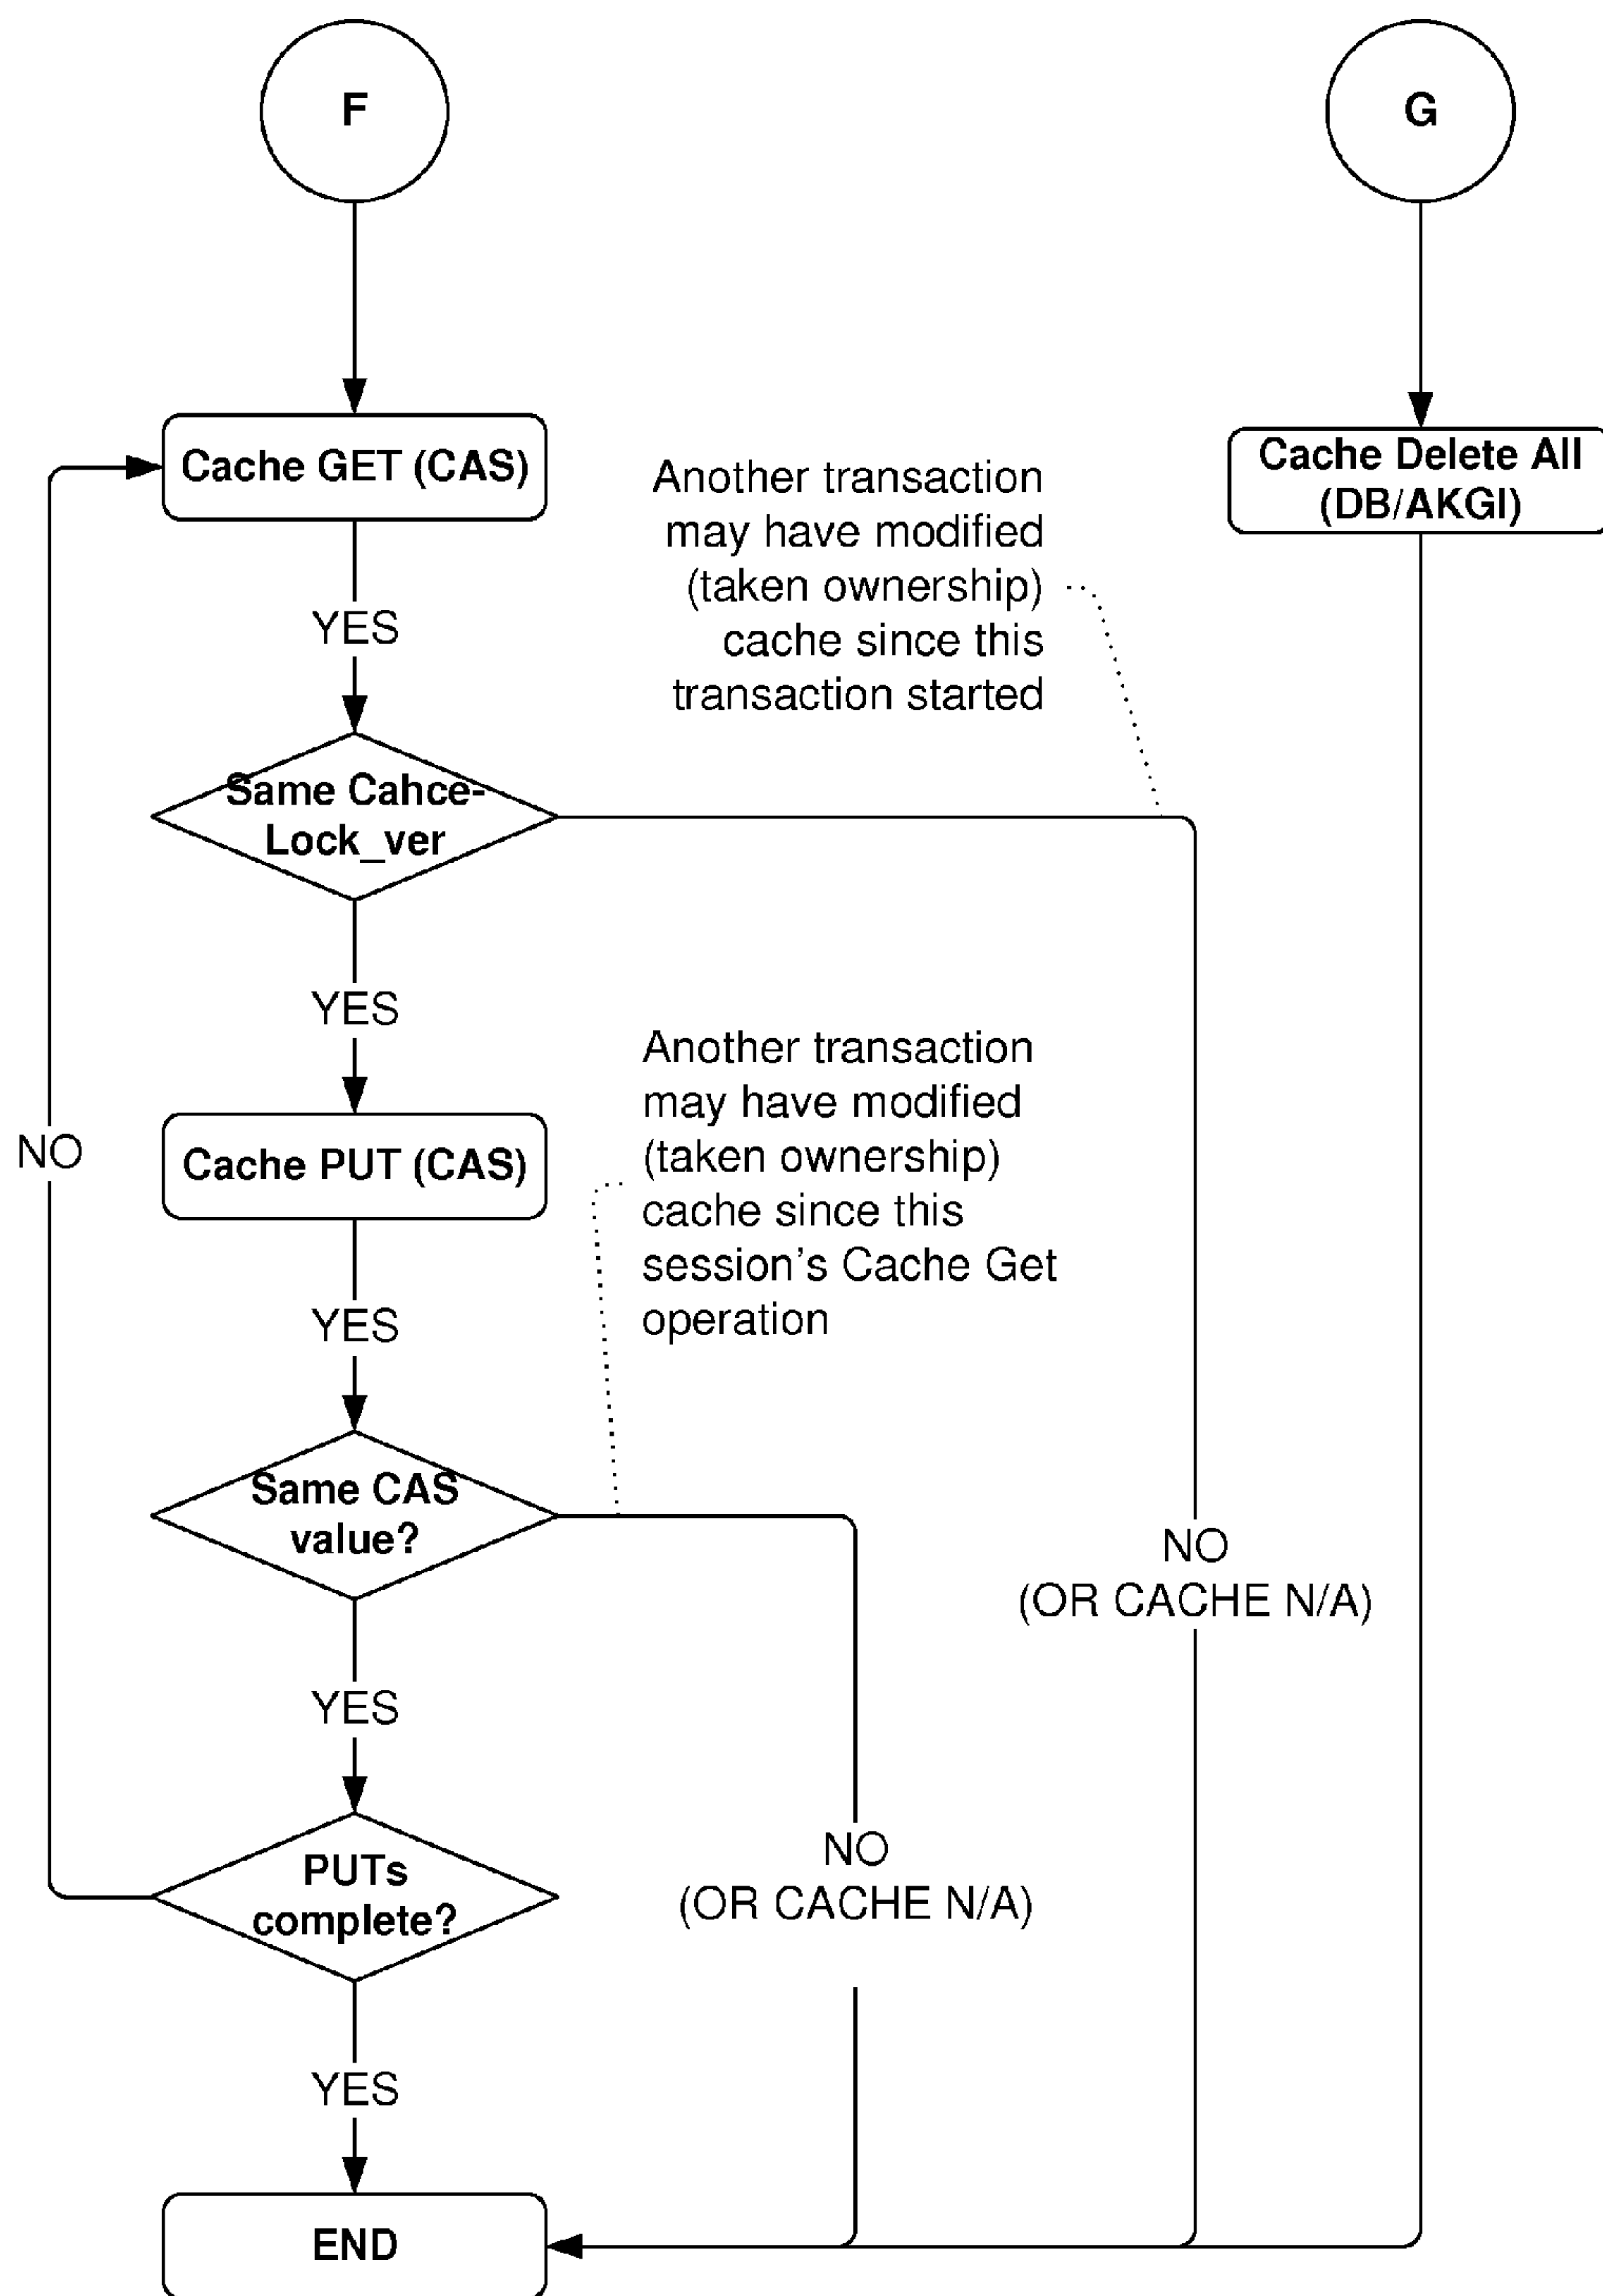 F
G
Cache GET (CAS)
Cache Delete All
(DB/AKGI)
Another transaction
may have modified
(taken ownership)
cache since this
transaction started
YES
Same Cahce-
Lock_ver
YES
Another transaction
may have modified
(taken ownership)
cache since this
session's Cache Get
operation
NO
Cache PUT (CAS)
YES
Same CAS
value?
NO
(OR CACHE N/A)
YES
NO
(OR CACHE N/A)
PUTs
complete?
YES
END